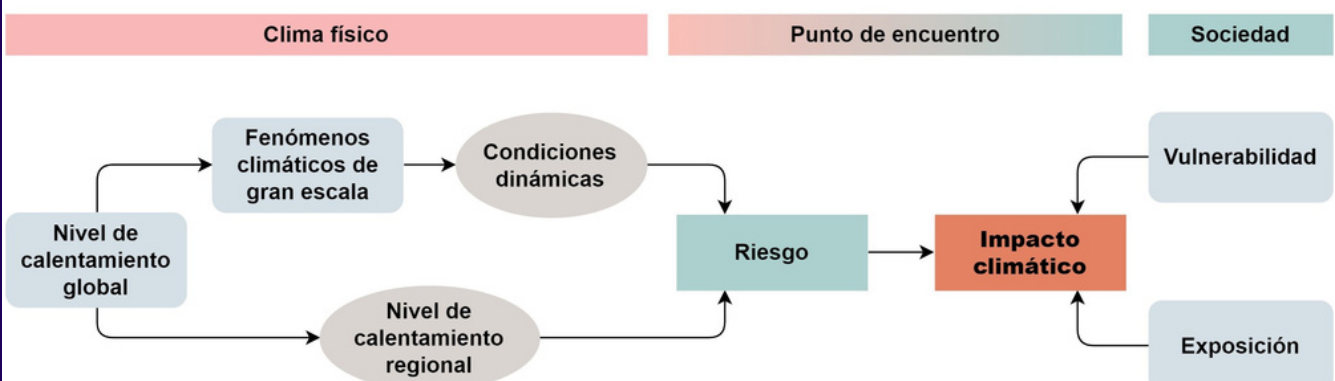 Clima físico
Punto de encuentro
Sociedad
Fenómenos
climáticos de
gran escala
Condiciones
dinámicas
Vulnerabilidad
Nivel de
calentamiento
global
Riesgo
Impacto
climático
Nivel de
calentamiento
regional
Exposición